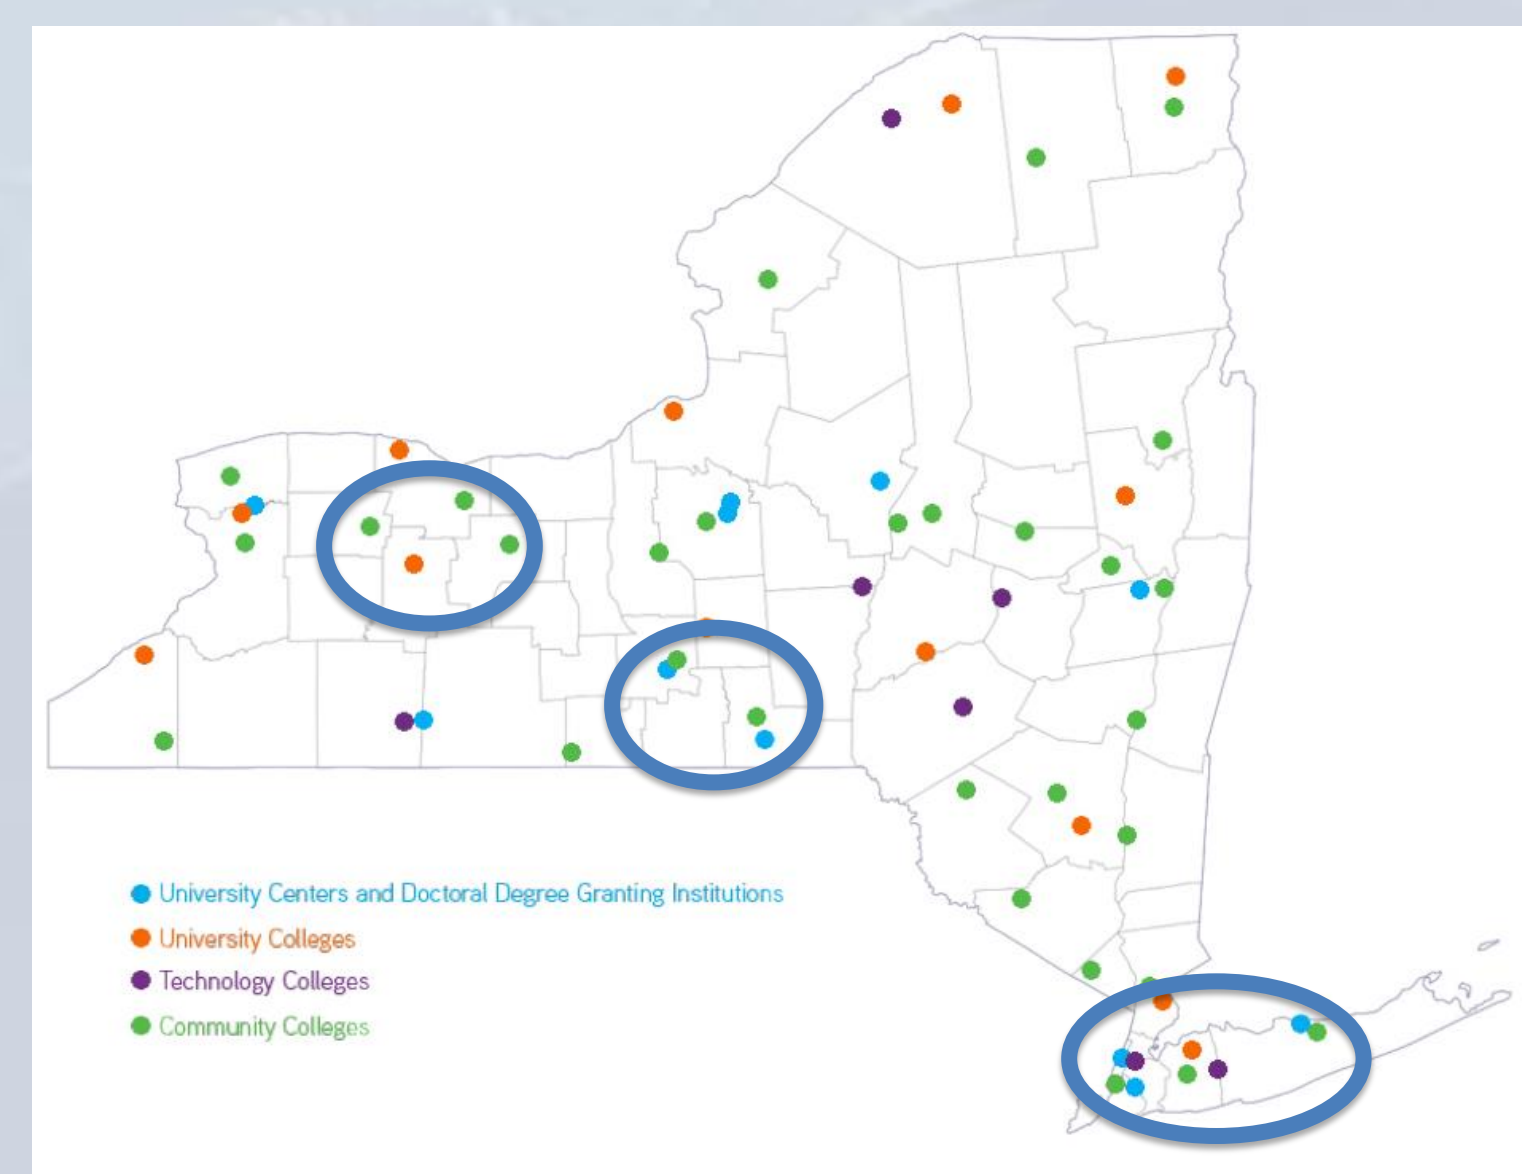 University Centers and Doctoral Degree Granting Institutions
University Colleges
Technology Colleges
Community Colleges